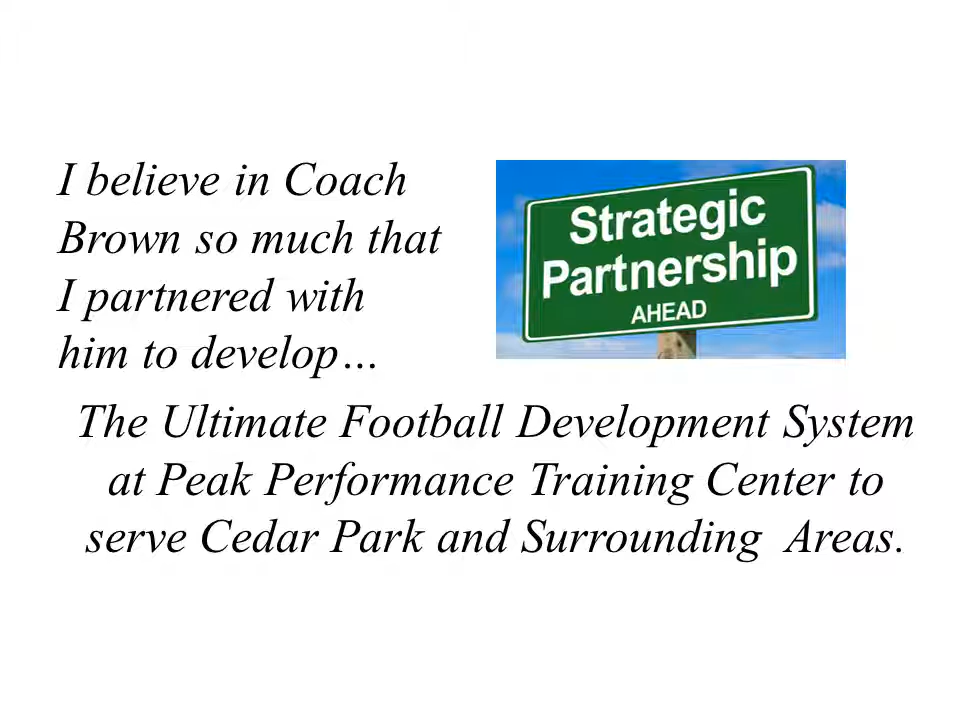 I believe in Coach
Brown so much that
I partnered with
him to develop…
Strategic
Partnership
AHEAD
The Ultimate Football Development System
at Peak Performance Training Center to
serve Cedar Park and Surrounding  Areas.